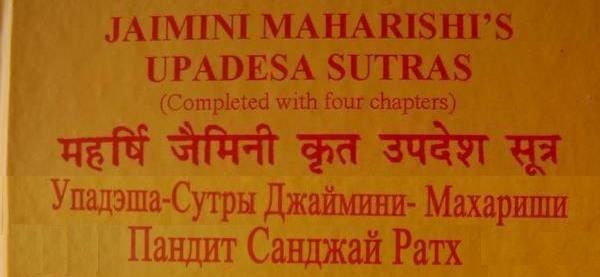 JAIMINI MAHARISHI'S
UPADESA SUTRAS
(Completed with four chapters)
महर्षि जैमिनी कृत उपदेश सूत्र
Упадэша-Сутры Джаймини- Махариши
Пандит Санджай Ратх